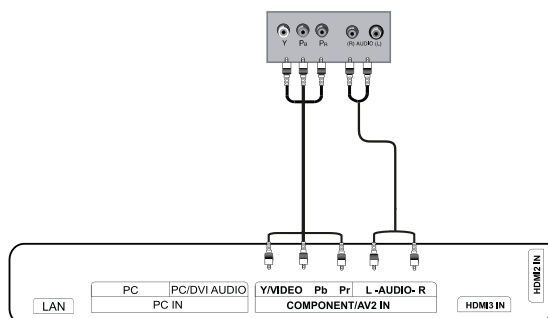 Y PB PR (R) AUDIO (L)
HDMI2 IN
PC PC/DVI AUDIO Y/VIDEO Pb Pr L -AUDIO- R
LAN PC IN COMPONENT/AV2 IN HDMI3 IN